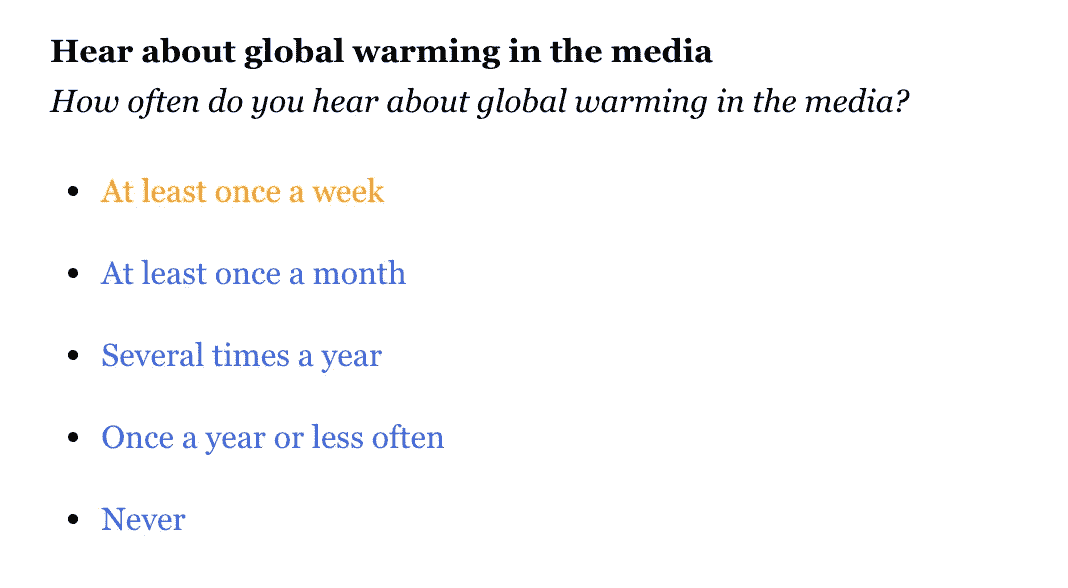 Hear about global warming in the media
How often do you hear about global warming in the media?
At least once a week
At least once a month
Several times a year
Once a year or less often
Never